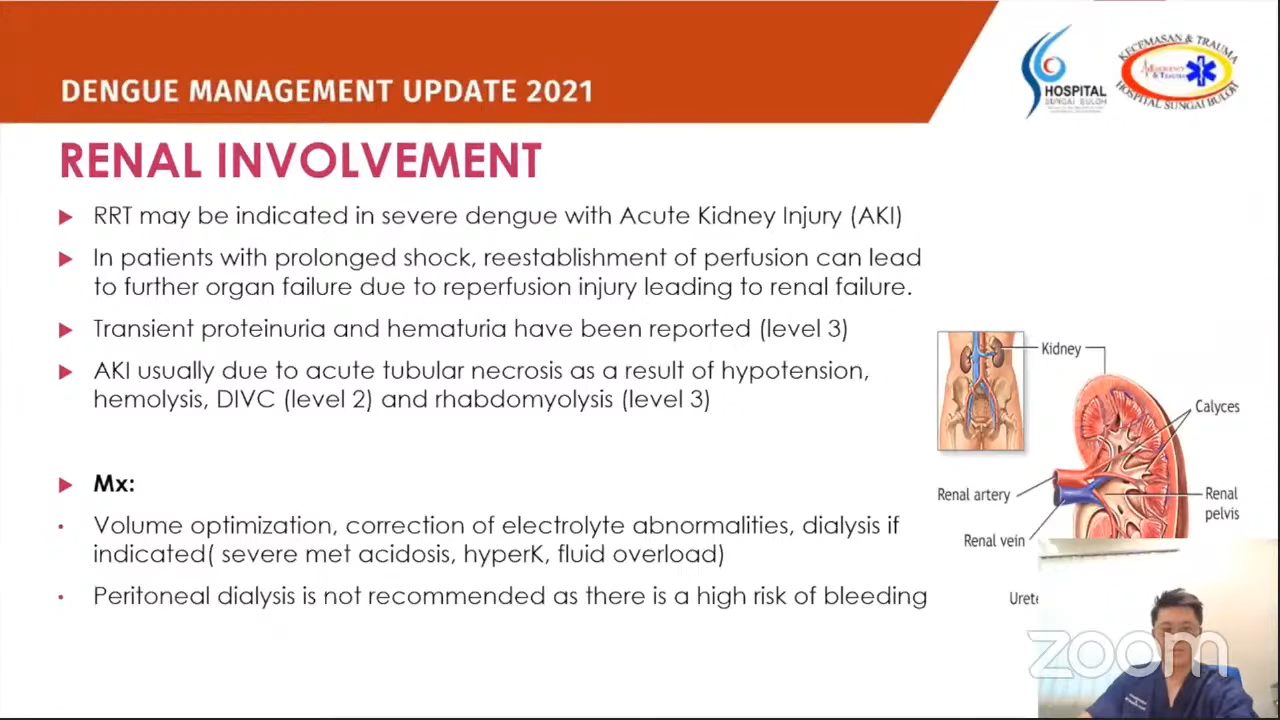 DENGUE MANAGEMENT UPDATE 2021
HOSPITAL
SUNGAI BULOH
KECEMASAN & TRAUMA
EMERGENCY
& TRAUMA
HOSPITAL SUNGAI BULOH
RENAL INVOLVEMENT
RRT may be indicated in severe dengue with Acute Kidney Injury (AKI)
In patients with prolonged shock, reestablishment of perfusion can lead
to further organ failure due to reperfusion injury leading to renal failure.
Transient proteinuria and hematuria have been reported (level 3)
AKI usually due to acute tubular necrosis as a result of hypotension,
hemolysis, DIVC (level 2) and rhabdomyolysis (level 3)
Mx:
Volume optimization, correction of electrolyte abnormalities, dialysis if
indicated( severe met acidosis, hyperK, fluid overload)
Peritoneal dialysis is not recommended as there is a high risk of bleeding
Kidney
Calyces
Renal artery
Renal
pelvis
Renal vein
Urete
zoom